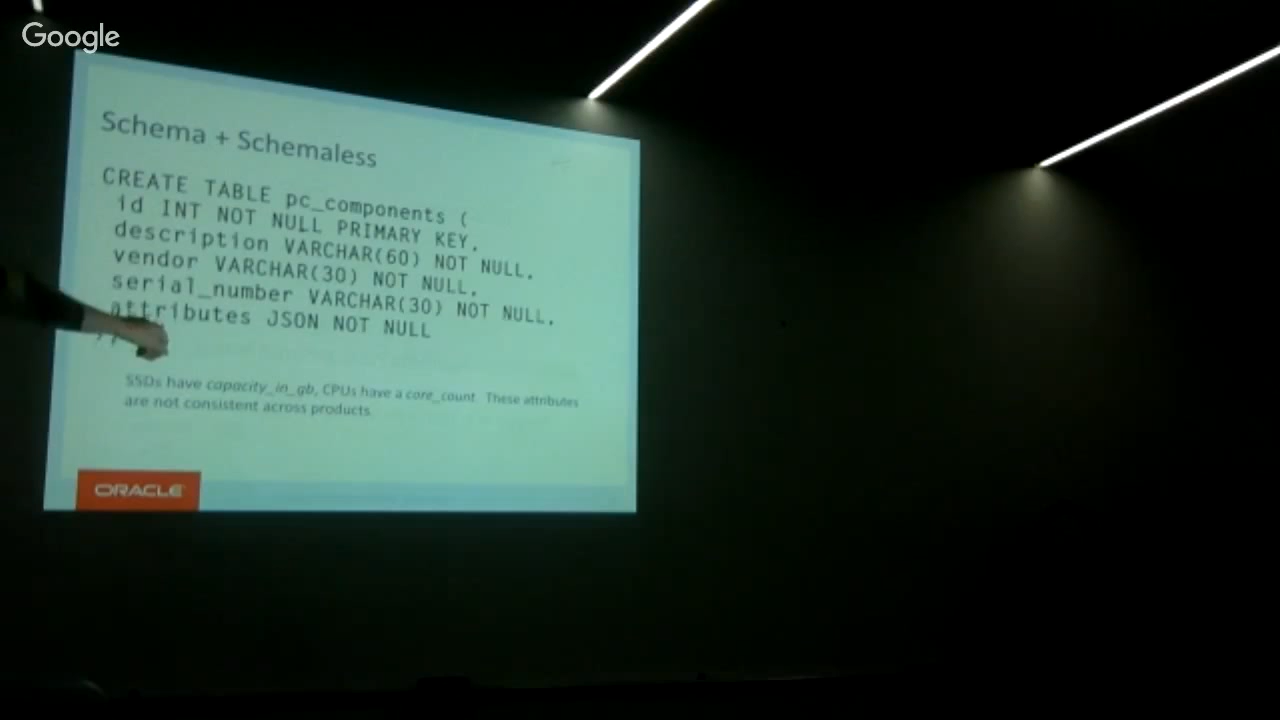 Google
Schema + Schemaless
CREATE TABLE pc_components (
id INT NOT NULL PRIMARY KEY,
description VARCHAR(60) NOT NULL,
vendor VARCHAR(30) NOT NULL,
serial_number VARCHAR(30) NOT NULL,
attributes JSON NOT NULL
);
SSDs have capacity_in_gb, CPUs have a core_count. These attributes
are not consistent across products.
ORACLE